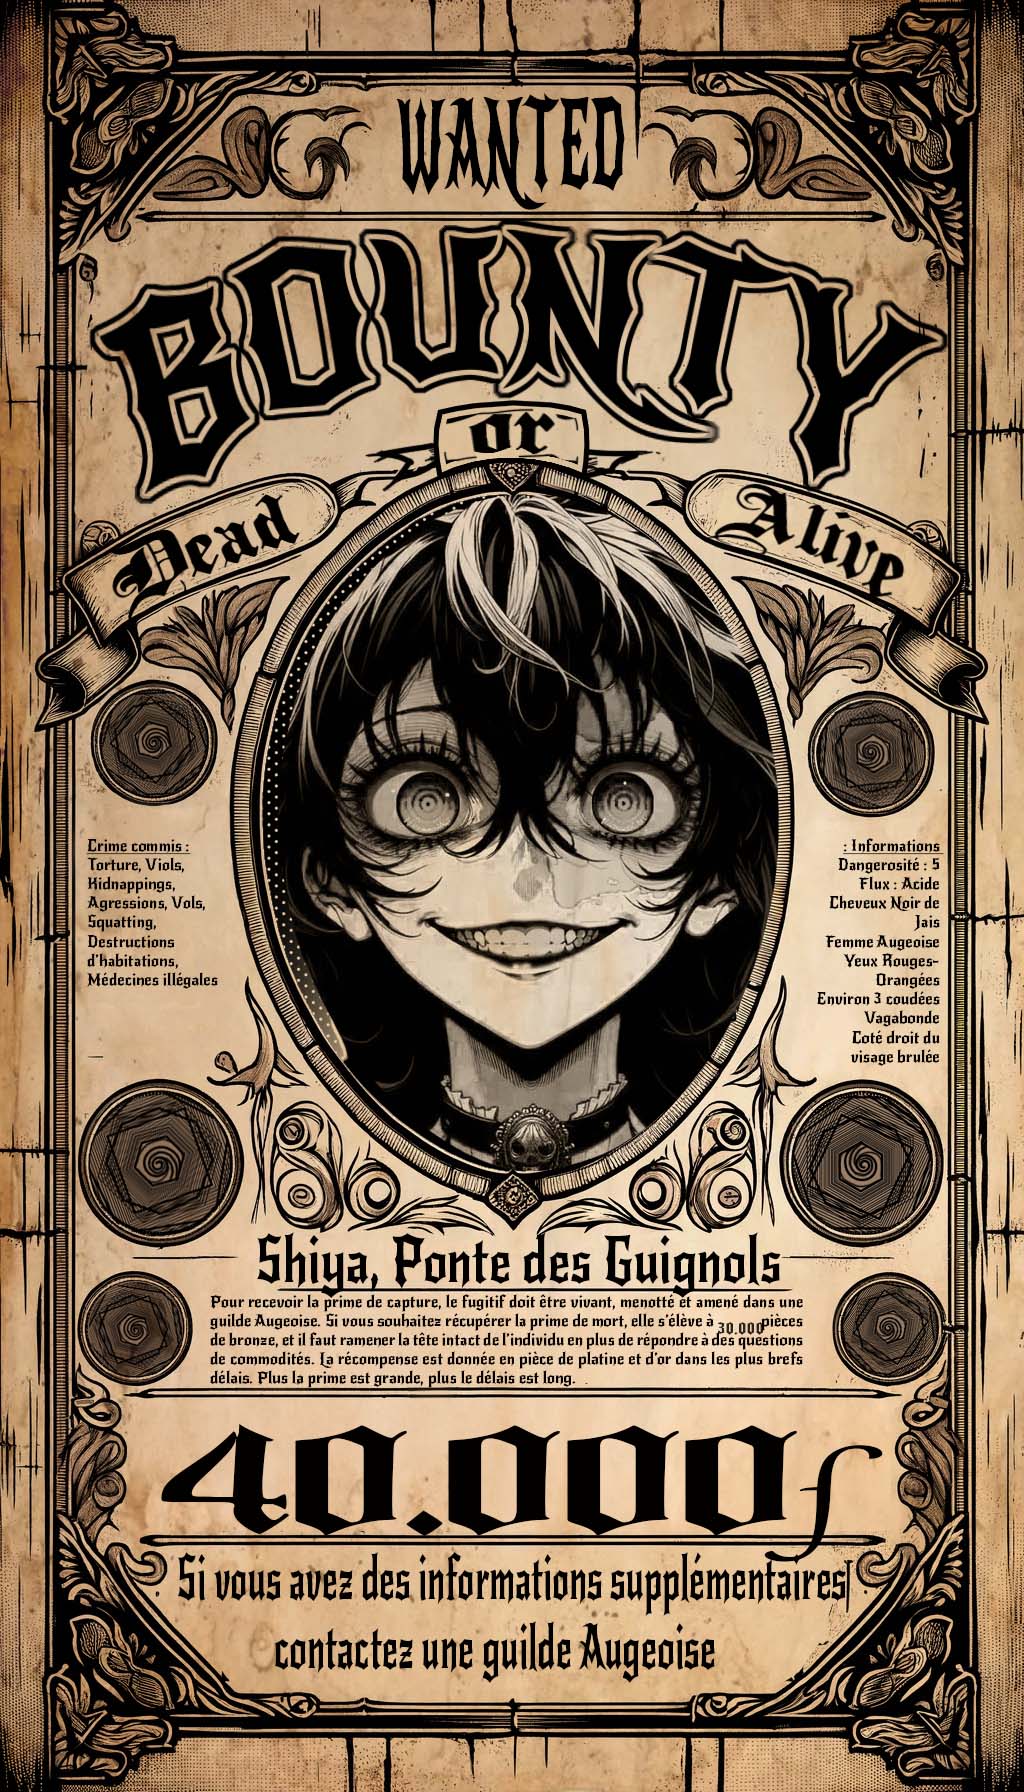 WANTED
BOUNTY
or
Dead
Alive
Crime commis :
Torture, Viols,
Kidnappings,
Agressions, Vols,
Squatting,
Destructions
d'habitations,
Médecines illégales
: Informations
Dangerosité : 5
Flux : Acide
Cheveux Noir de
Jais
Femme Augeoise
Yeux Rouges-
Orangées
Environ 3 coudées
Vagabonde
Coté droit du
visage brulée
Shiya, Ponte des Guignols
Pour recevoir la prime de capture, le fugitif doit être vivant, menotté et amené dans une
guilde Augeoise. Si vous souhaitez récupérer la prime de mort, elle s'élève à 30.000 pièces
de bronze, et il faut ramener la tête intact de l'individu en plus de répondre à des questions
de commodités. La récompense est donnée en pièce de platine et d'or dans les plus brefs
délais. Plus la prime est grande, plus le délais est long.
40.000ƒ
Si vous avez des informations supplémentaires
contactez une guilde Augeoise